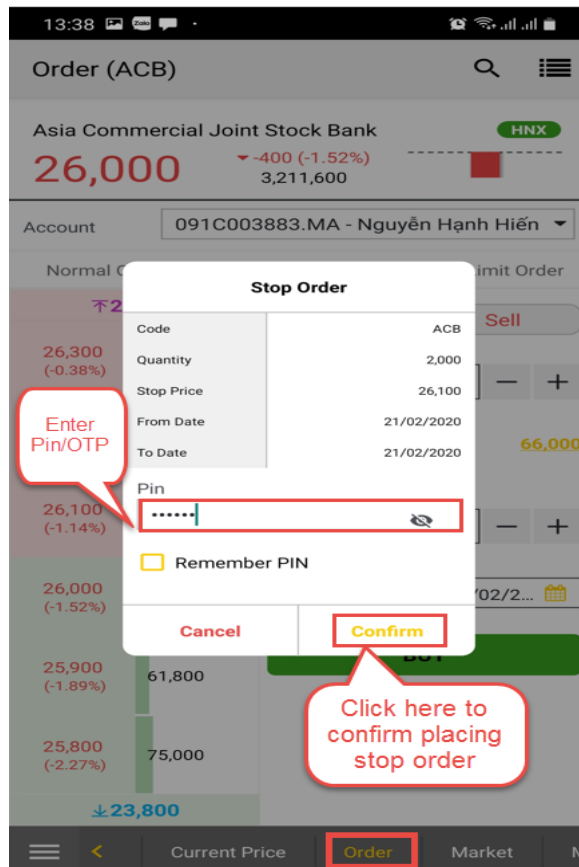 13:38 Zalo
Order (ACB)
Asia Commercial Joint Stock Bank HNX
26,000 -400 (-1.52%)
3,211,600
Account 091C003883.MA - Nguyễn Hạnh Hiến
Normal
imit Order
Stop Order
Sell
Code ACB
26,300
(-0.38%)
Quantity 2,000
Stop Price 26,100
Enter
Pin/OTP
From Date 21/02/2020
To Date 21/02/2020
66,000
Pin
••••••
26,100
(-1.14%)
Remember PIN
26,000
(-1.52%)
/02/2...
Cancel Confirm
25,900
(-1.89%)
61,800
Click here to
confirm placing
stop order
25,800
(-2.27%)
75,000
23,800
Current Price Order Market